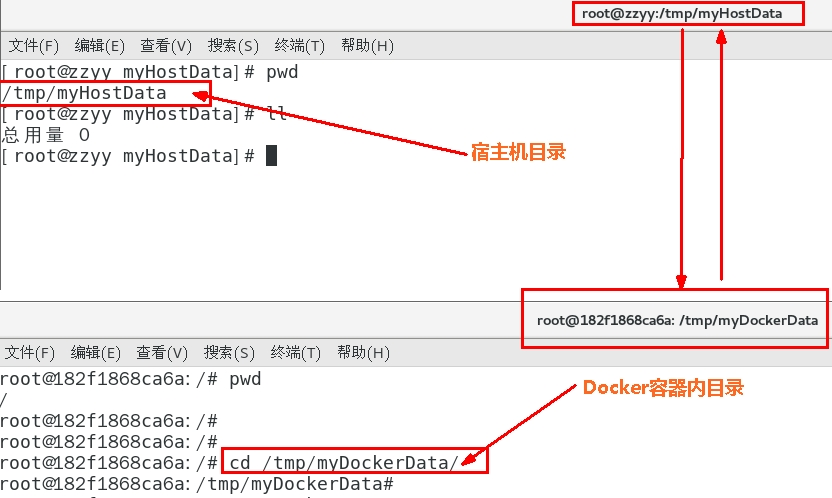 root@zzyy:/tmp/myHostData
文件(F) 编辑(E) 查看(V) 搜索(S) 终端(T) 帮助(H)
[root@zzyy myHostData]# pwd
/tmp/myHostData
[root@zzyy myHostData]# ll
总用量 0
[root@zzyy myHostData]#
宿主机目录
root@182f1868ca6a: /tmp/myDockerData
文件(F) 编辑(E) 查看(V) 搜索(S) 终端(T) 帮助(H)
root@182f1868ca6a:/# pwd
/
root@182f1868ca6a:/#
root@182f1868ca6a:/#
root@182f1868ca6a:/# cd /tmp/myDockerData/
root@182f1868ca6a:/tmp/myDockerData#
Docker容器内目录